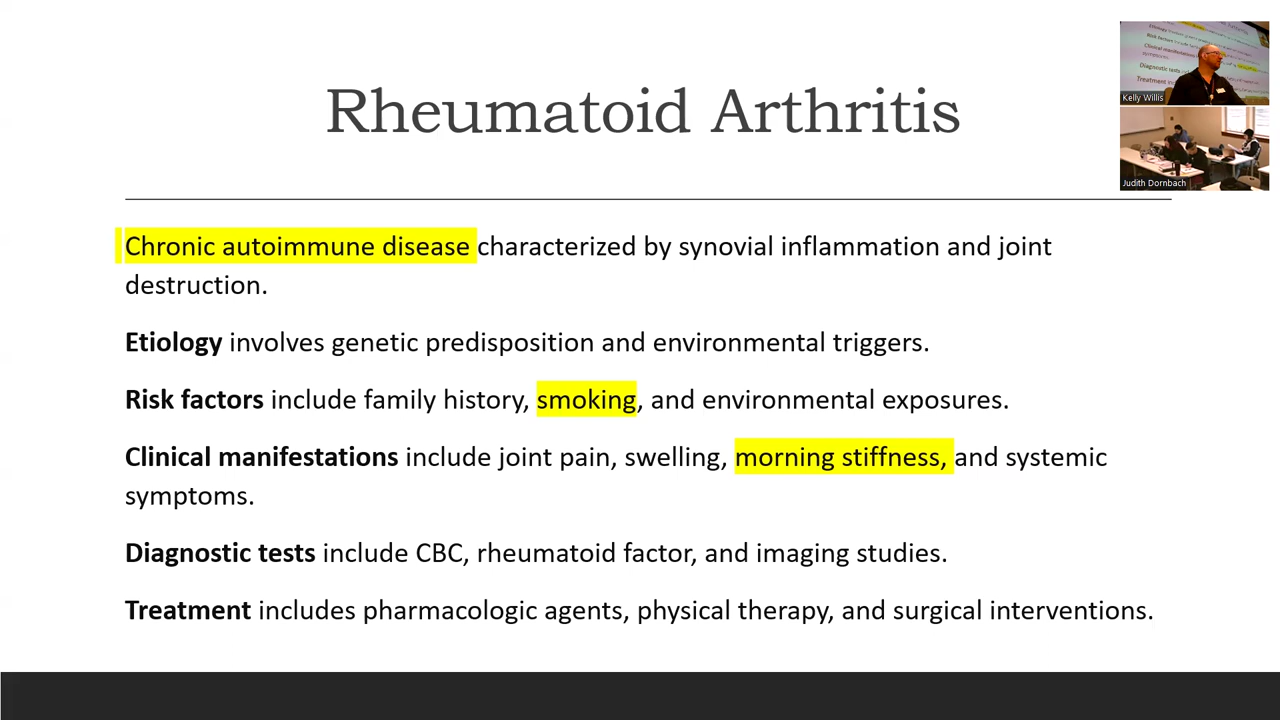 Rheumatoid Arthritis
Chronic autoimmune disease characterized by synovial inflammation and joint
destruction.
Etiology involves genetic predisposition and environmental triggers.
Risk factors include family history, smoking, and environmental exposures.
Clinical manifestations include joint pain, swelling, morning stiffness, and systemic
symptoms.
Diagnostic tests include CBC, rheumatoid factor, and imaging studies.
Treatment includes pharmacologic agents, physical therapy, and surgical interventions.
Kelly Willis
Judith Dornbach